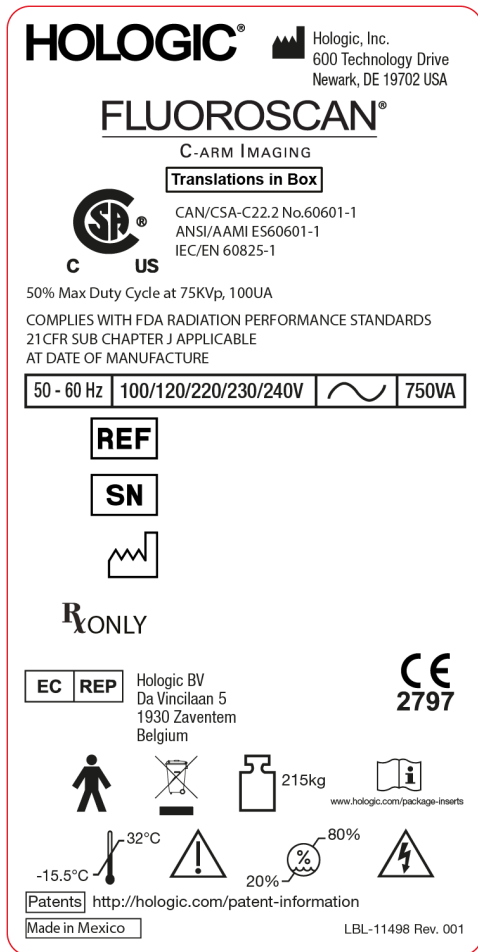 HOLOGIC®
Hologic, Inc.
600 Technology Drive
Newark, DE 19702 USA
FLUOROSCAN®
C-ARM IMAGING
Translations in Box
CSA ®
C US
CAN/CSA-C22.2 No.60601-1
ANSI/AAMI ES60601-1
IEC/EN 60825-1
50% Max Duty Cycle at 75KVp, 100UA
COMPLIES WITH FDA RADIATION PERFORMANCE STANDARDS
21CFR SUB CHAPTER J APPLICABLE
AT DATE OF MANUFACTURE
50 - 60 Hz 100/120/220/230/240V 750VA
REF
SN
RxONLY
EC REP
Hologic BV
Da Vincilaan 5
1930 Zaventem
Belgium
CE
2797
215kg
i
www.hologic.com/package-inserts
32°C
-15.5°C
!
%
80%
20%
Patents http://hologic.com/patent-information
Made in Mexico
LBL-11498 Rev. 001